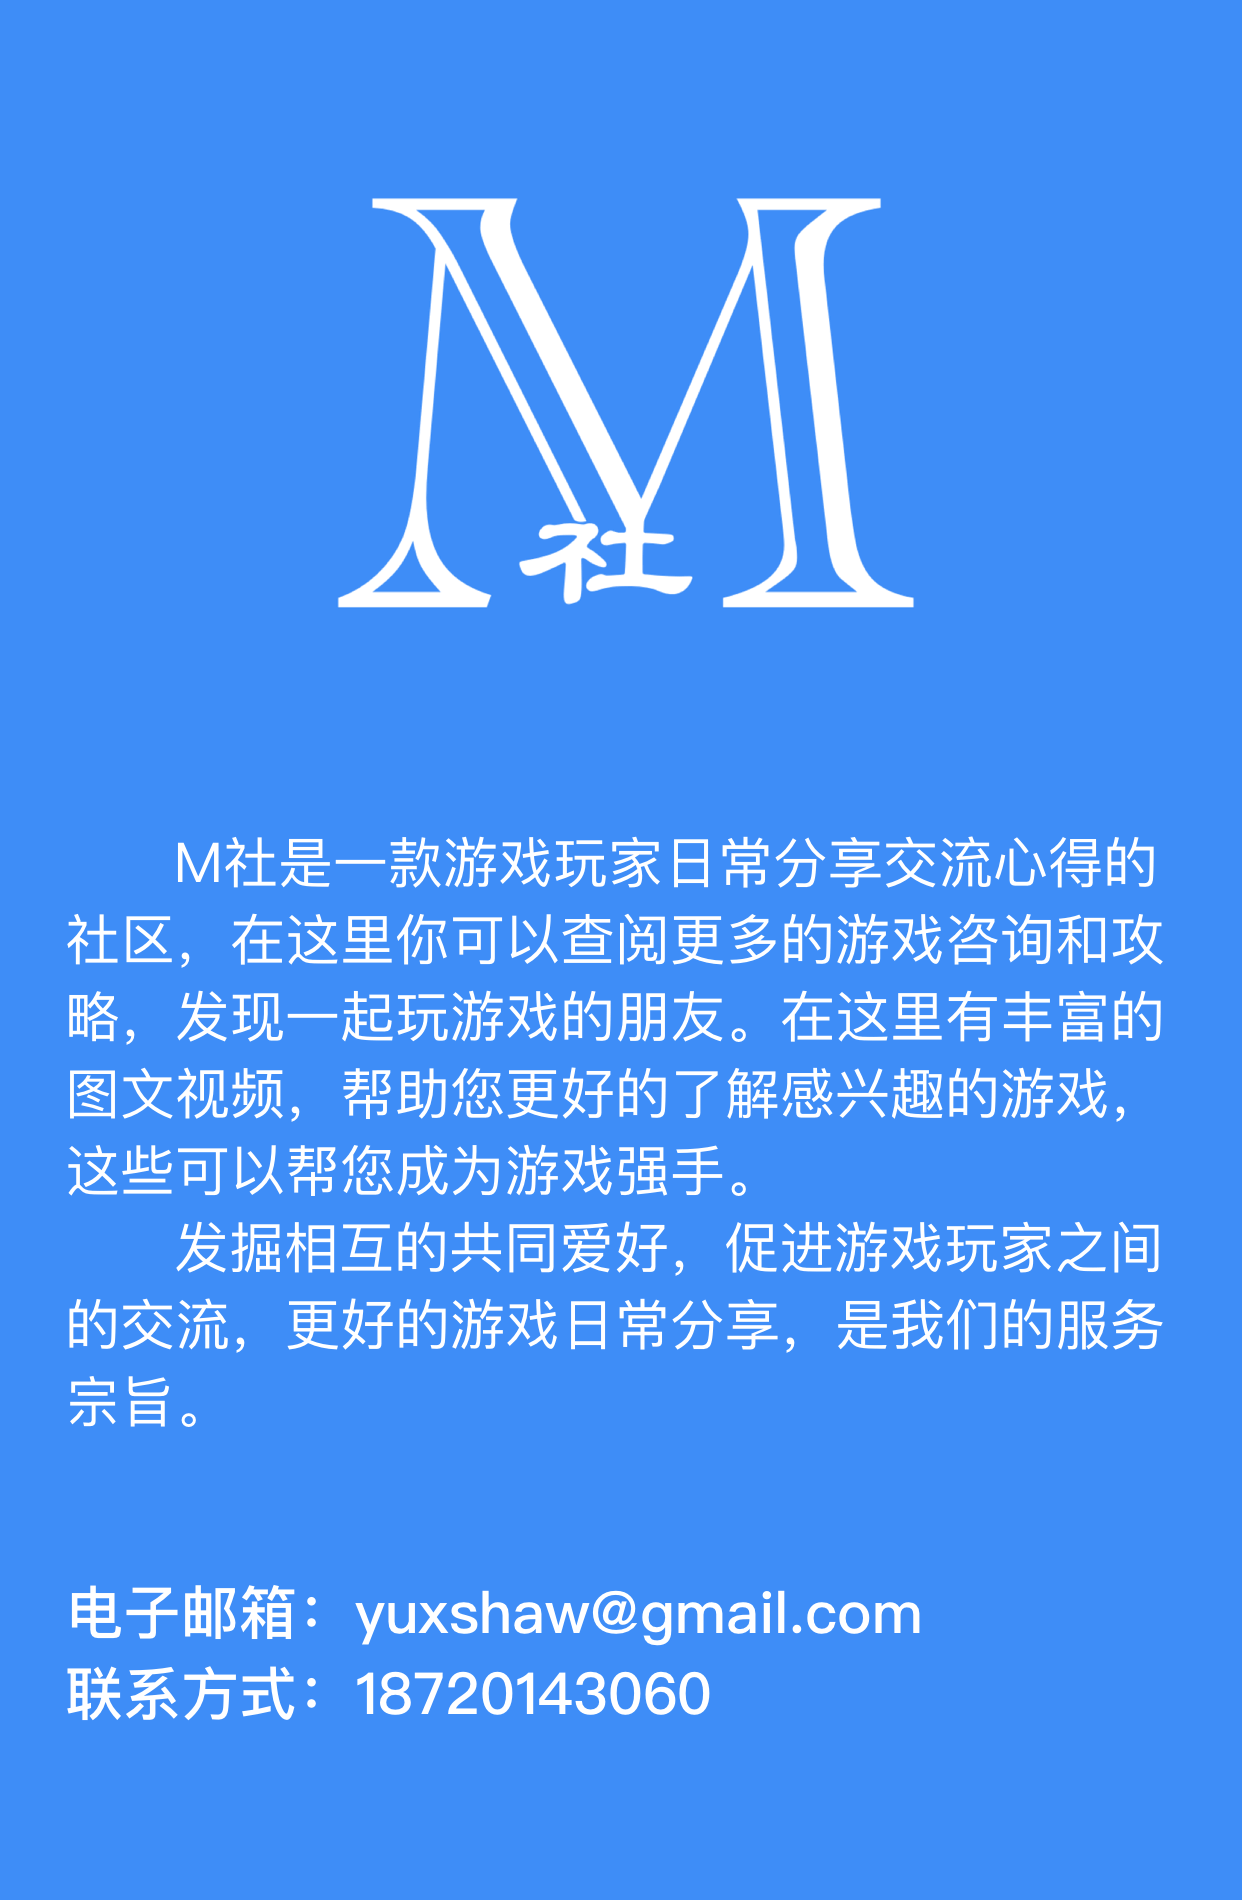 M社
M社是一款游戏玩家日常分享交流心得的
社区，在这里你可以查阅更多的游戏咨询和攻
略，发现一起玩游戏的朋友。在这里有丰富的
图文视频，帮助您更好的了解感兴趣的游戏，
这些可以帮您成为游戏强手。
发掘相互的共同爱好，促进游戏玩家之间
的交流，更好的游戏日常分享，是我们的服务
宗旨。
电子邮箱：yuxshaw@gmail.com
联系方式：18720143060